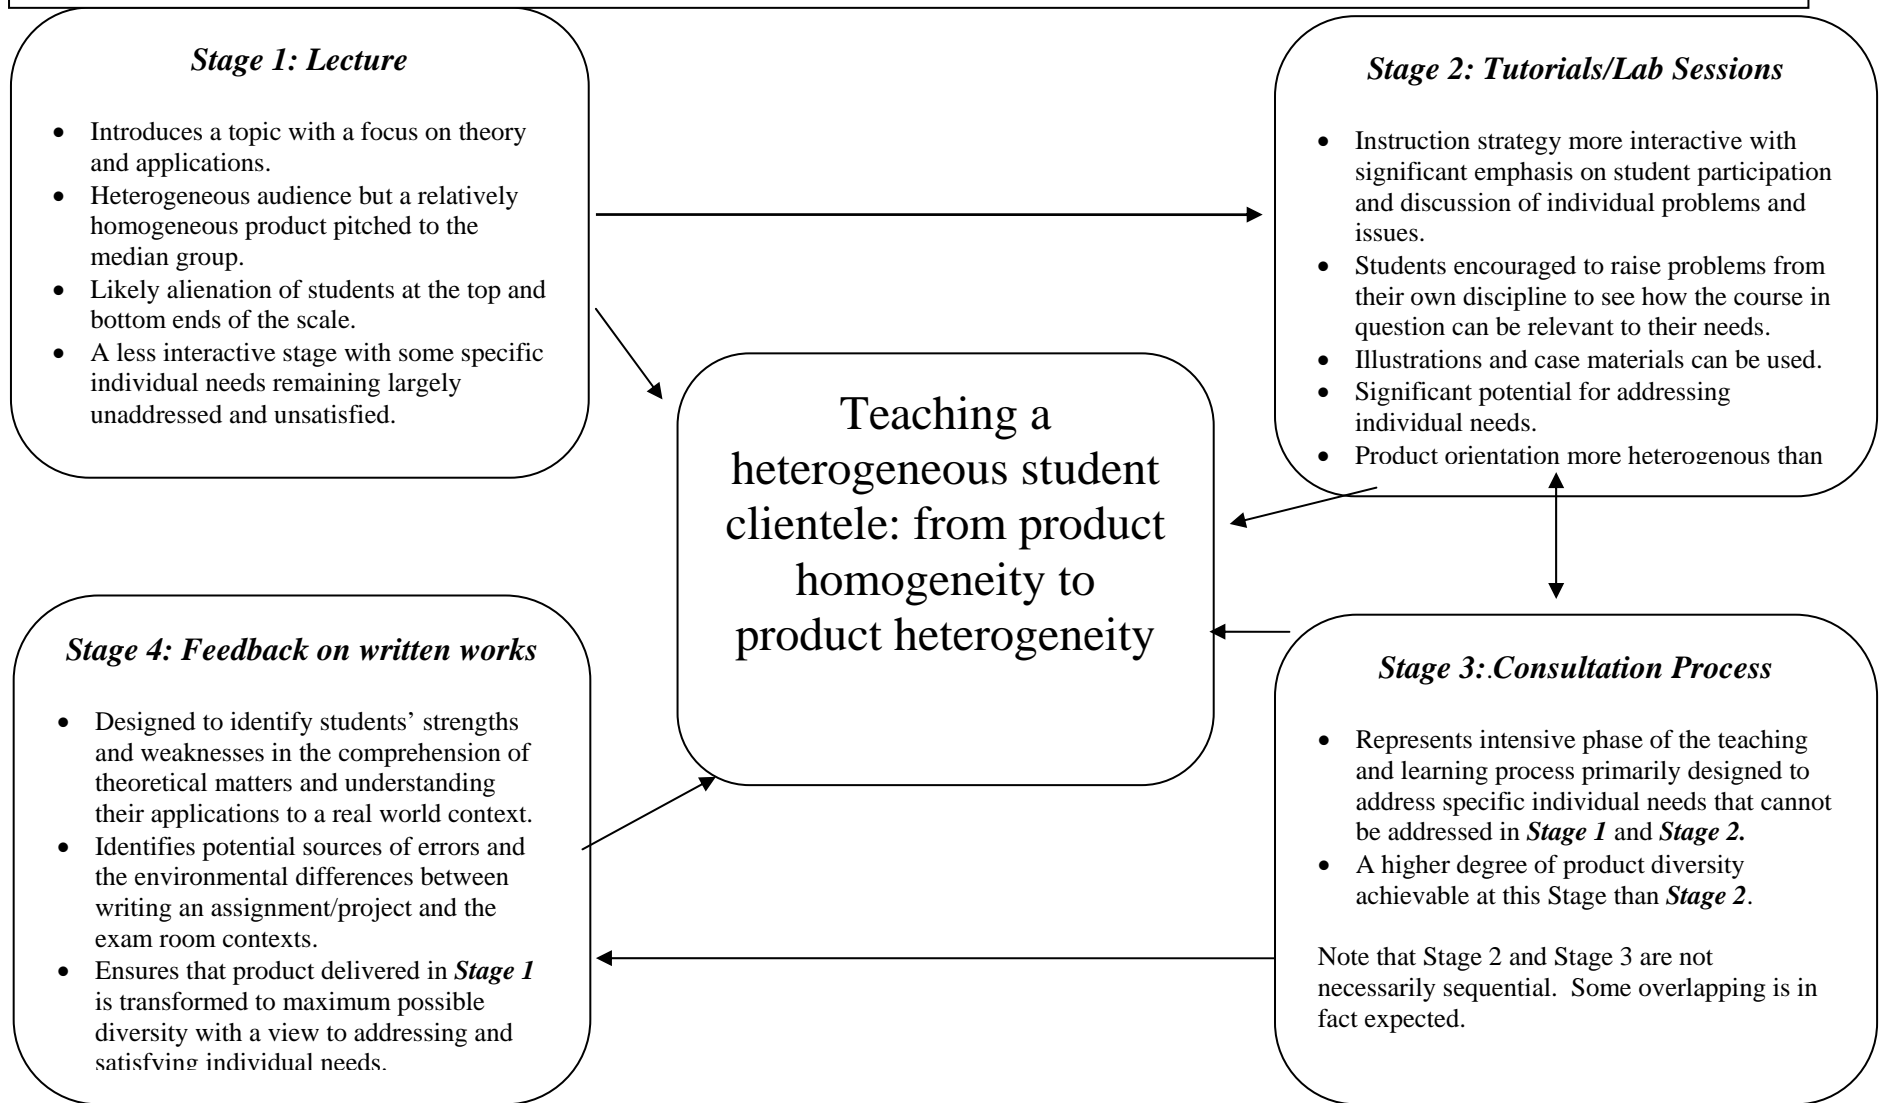 Stage 1: Lecture
• Introduces a topic with a focus on theory
and applications.
• Heterogeneous audience but a relatively
homogeneous product pitched to the
median group.
• Likely alienation of students at the top and
bottom ends of the scale.
• A less interactive stage with some specific
individual needs remaining largely
unaddressed and unsatisfied.
Stage 2: Tutorials/Lab Sessions
• Instruction strategy more interactive with
significant emphasis on student participation
and discussion of individual problems and
issues.
• Students encouraged to raise problems from
their own discipline to see how the course in
question can be relevant to their needs.
• Illustrations and case materials can be used.
• Significant potential for addressing
individual needs.
• Product orientation more heterogenous than
Teaching a
heterogeneous student
clientele: from product
homogeneity to
product heterogeneity
Stage 4: Feedback on written works
• Designed to identify students’ strengths
and weaknesses in the comprehension of
theoretical matters and understanding
their applications to a real world context.
• Identifies potential sources of errors and
the environmental differences between
writing an assignment/project and the
exam room contexts.
• Ensures that product delivered in Stage 1
is transformed to maximum possible
diversity with a view to addressing and
satisfying individual needs.
Stage 3:.Consultation Process
• Represents intensive phase of the teaching
and learning process primarily designed to
address specific individual needs that cannot
be addressed in Stage 1 and Stage 2.
• A higher degree of product diversity
achievable at this Stage than Stage 2.
Note that Stage 2 and Stage 3 are not
necessarily sequential.  Some overlapping is in
fact expected.